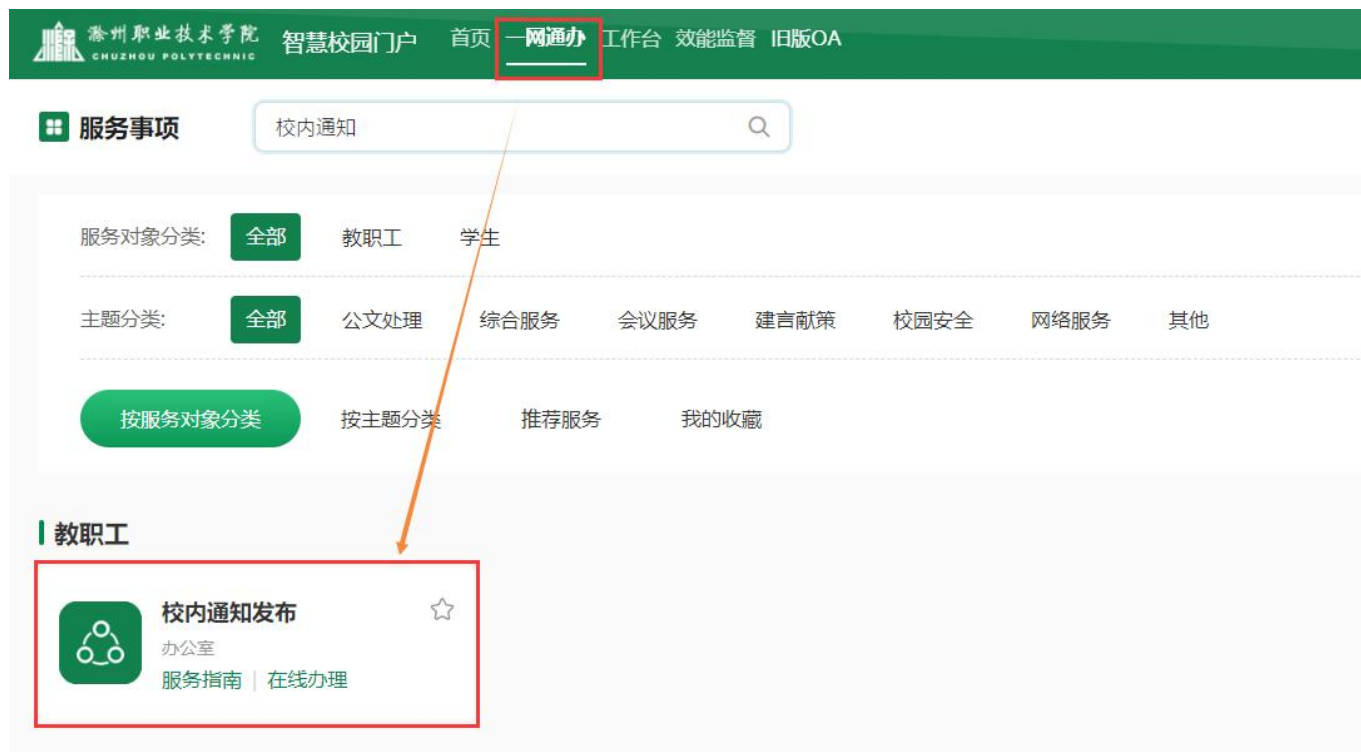 滁州职业技术学院
CHUZHOU POLYTECHNIC
智慧校园门户 首页 一网通办 工作台 效能监督 旧版OA
服务事项 校内通知
服务对象分类: 全部 教职工 学生
主题分类: 全部 公文处理 综合服务 会议服务 建言献策 校园安全 网络服务 其他
按服务对象分类 按主题分类 推荐服务 我的收藏
教职工
校内通知发布
办公室
服务指南 | 在线办理